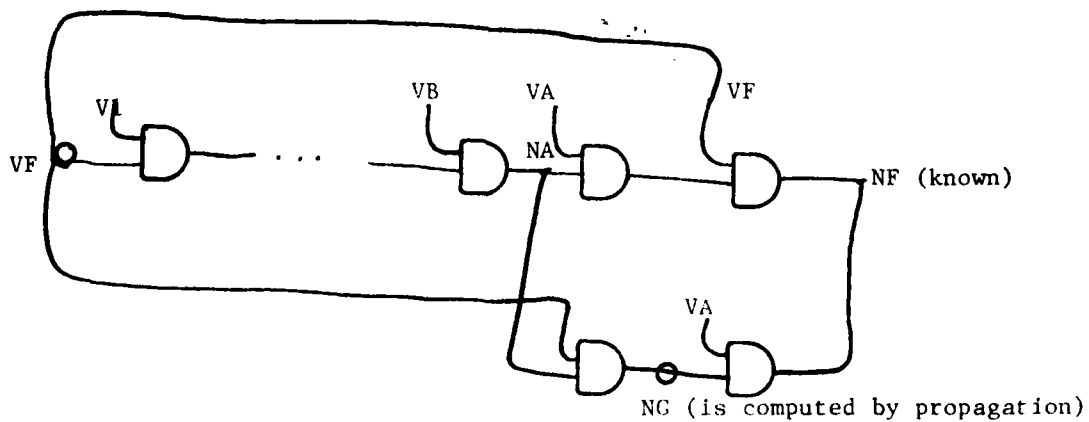 V1
VB
VA
VF
VF
NA
...
NF (known)
VA
NG (is computed by propagation)